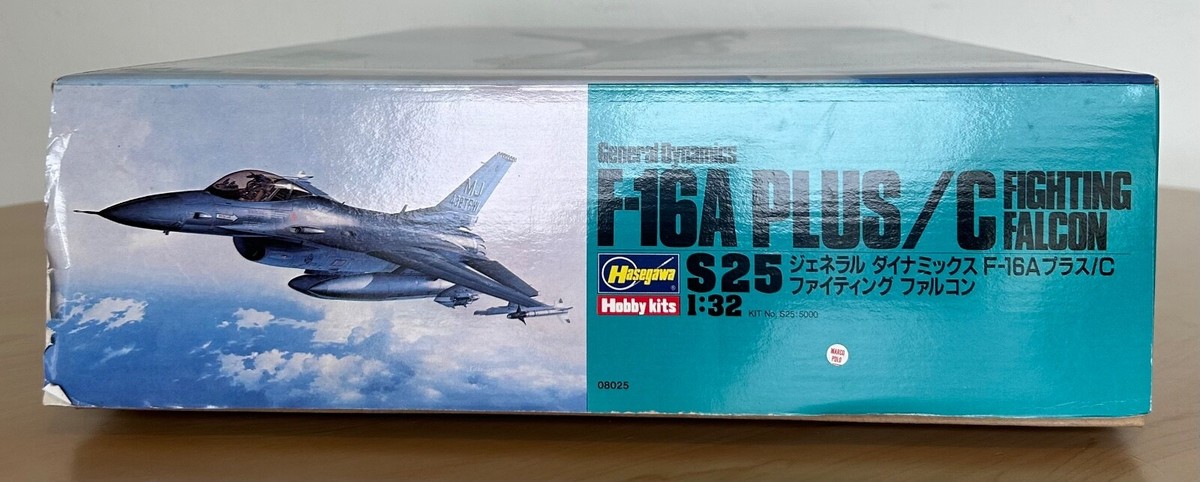 General Dynamics
F-16A PLUS/C FIGHTING FALCON
Hasegawa
Hobby kits
S25
1:32
ジェネラル ダイナミックス F-16Aプラス/C
ファイティング ファルコン
KIT No. S25:5000
MARCO
POLO
08025
MJ
432TFW